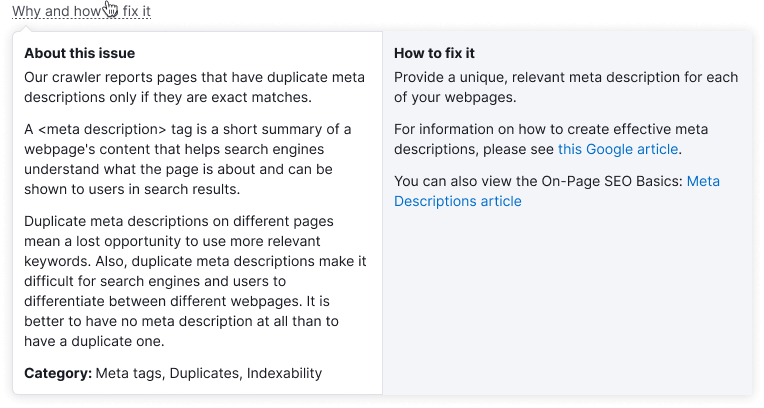 Why and how fix it
About this issue
Our crawler reports pages that have duplicate meta
descriptions only if they are exact matches.
A <meta description> tag is a short summary of a
webpage's content that helps search engines
understand what the page is about and can be
shown to users in search results.
Duplicate meta descriptions on different pages
mean a lost opportunity to use more relevant
keywords. Also, duplicate meta descriptions make it
difficult for search engines and users to
differentiate between different webpages. It is
better to have no meta description at all than to
have a duplicate one.
Category: Meta tags, Duplicates, Indexability
How to fix it
Provide a unique, relevant meta description for each
of your webpages.
For information on how to create effective meta
descriptions, please see this Google article.
You can also view the On-Page SEO Basics: Meta
Descriptions article